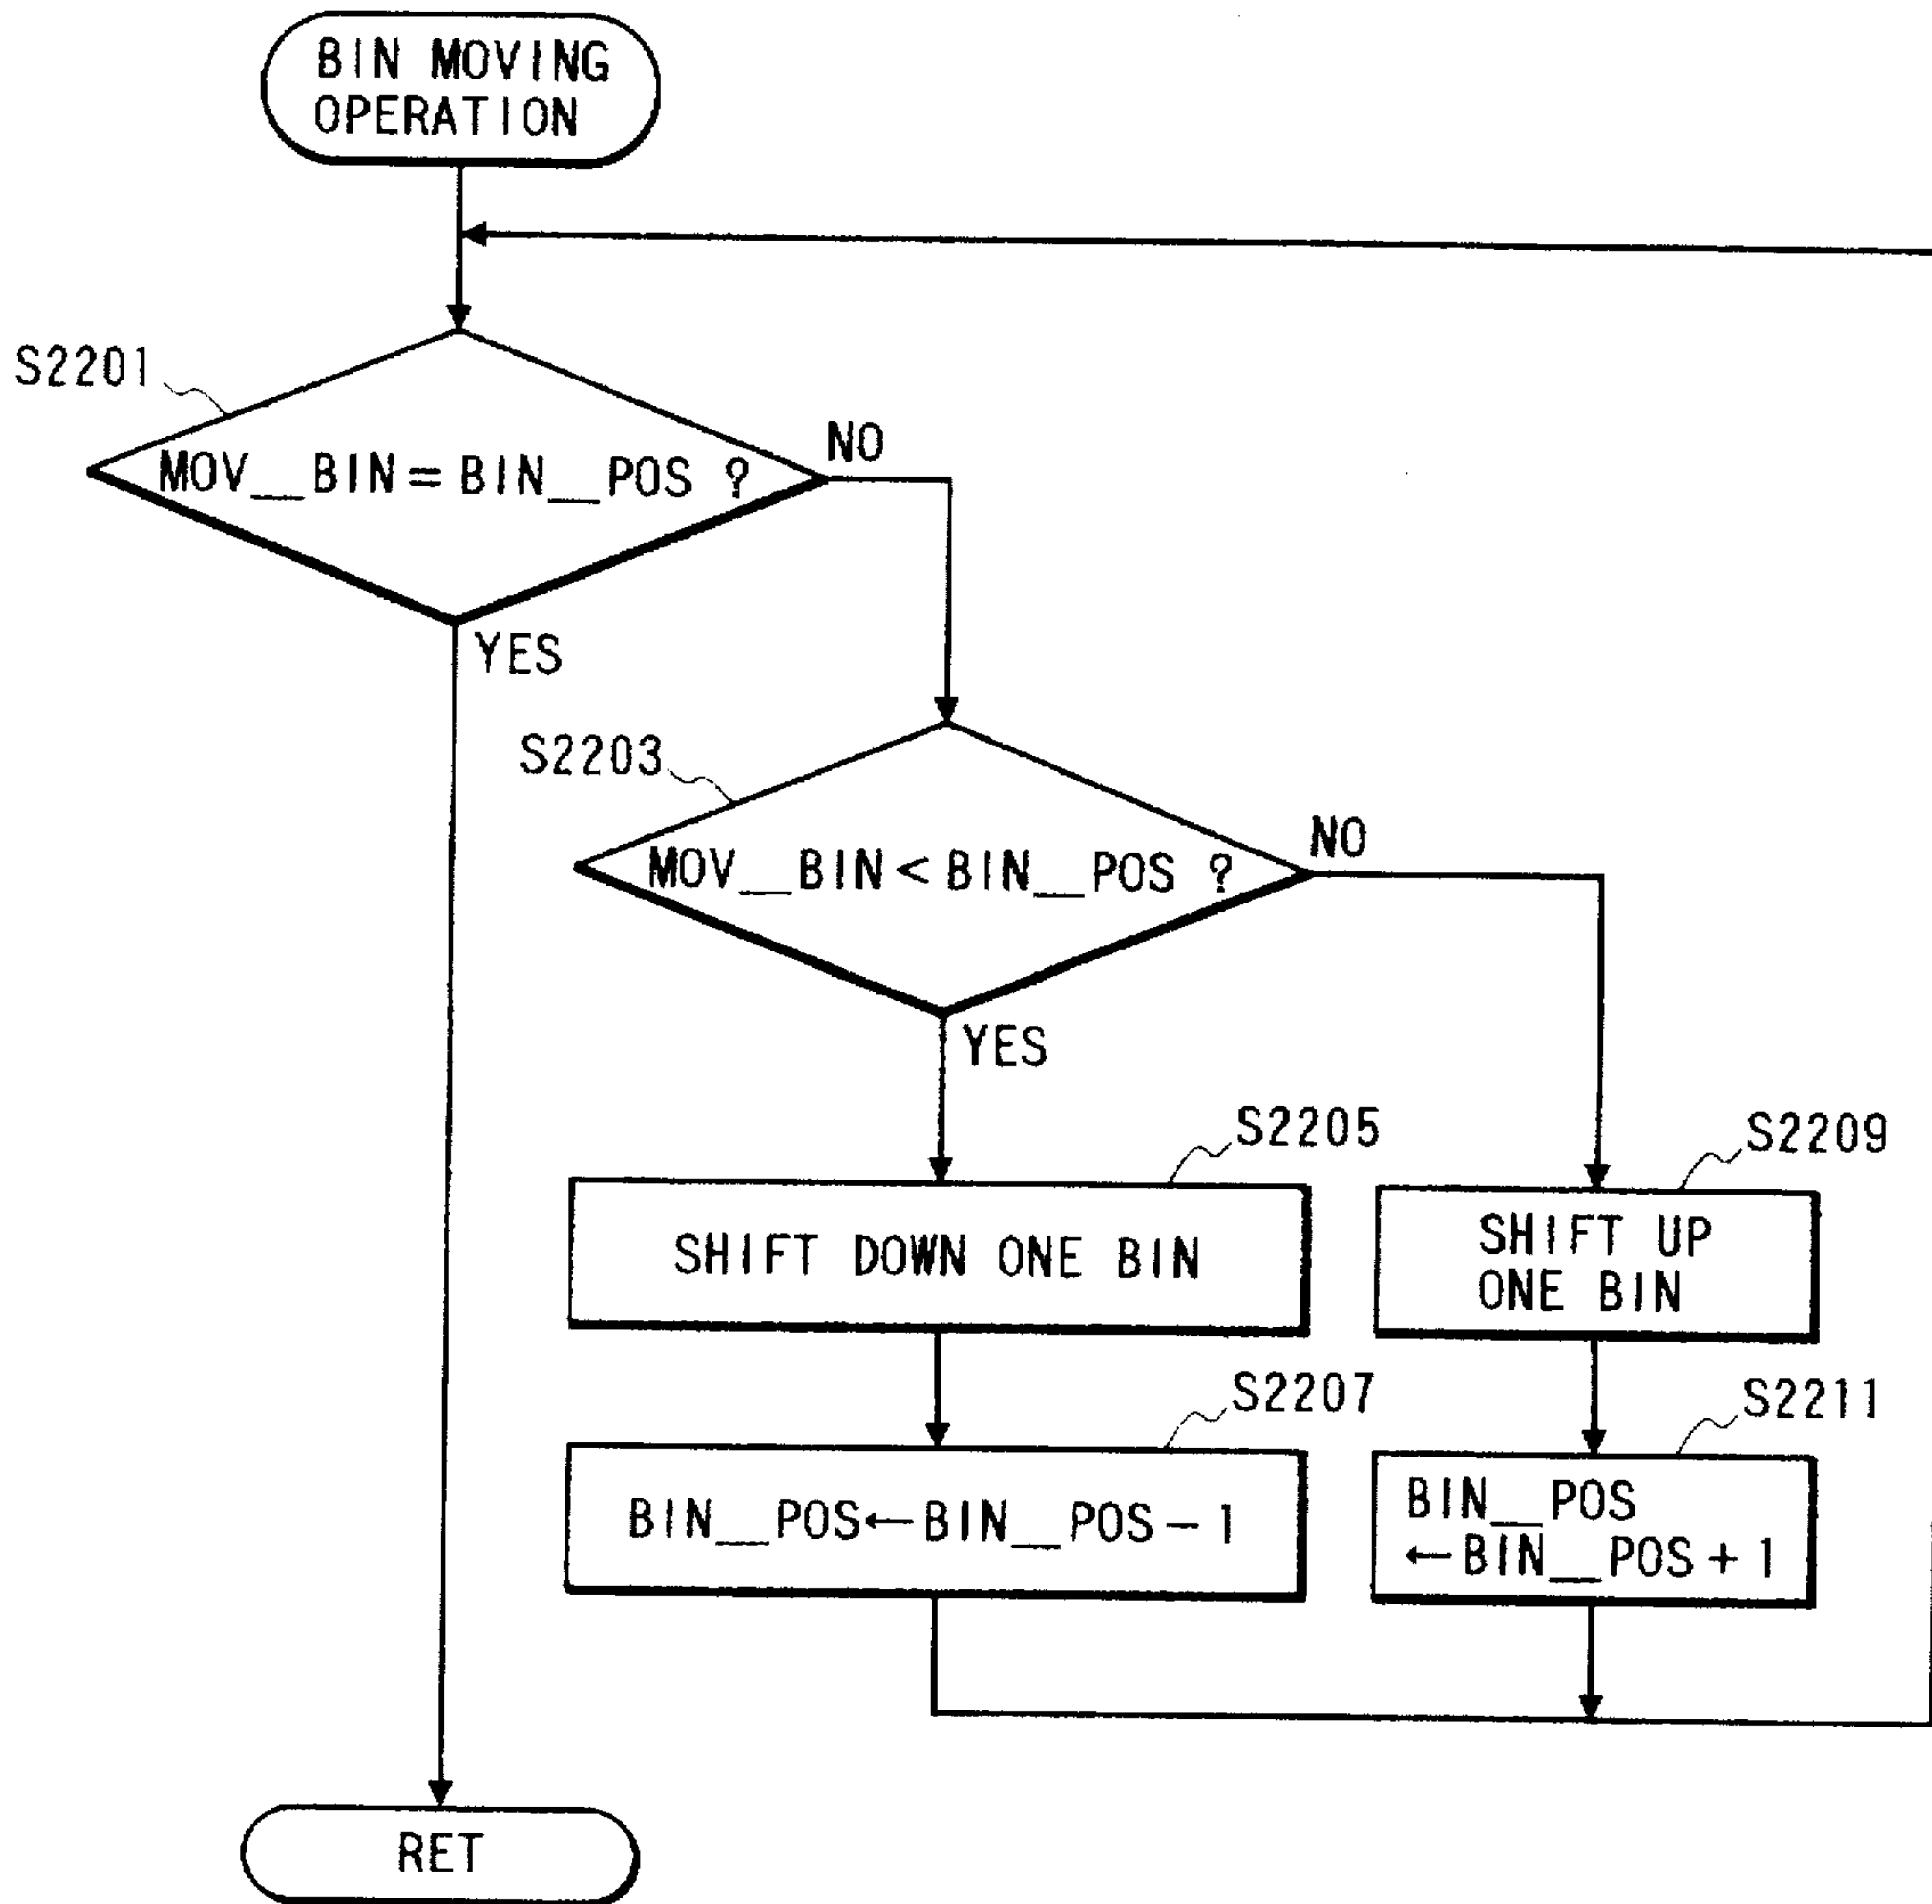 BIN MOVING
OPERATION
S2201
MOV__BIN=BIN__POS ?
NO
YES
S2203
MOV__BIN<BIN__POS ?
NO
YES
S2205
SHIFT DOWN ONE BIN
S2209
SHIFT UP
ONE BIN
S2207
BIN__POS←BIN__POS-1
S2211
BIN__POS
←BIN__POS+1
RET